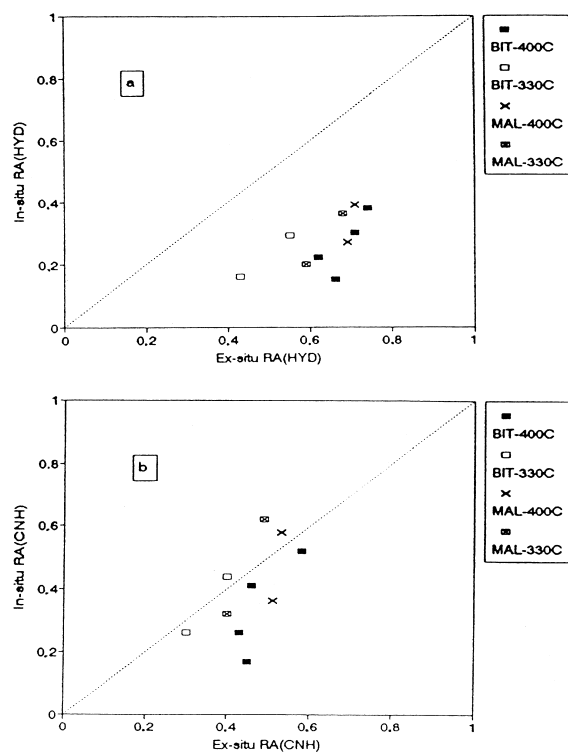 a
In-situ RA(HYD)
1
0.8
0.6
0.4
0.2
0
0
0.2
0.4
0.6
0.8
1
Ex-situ RA(HYD)
BIT-400C
BIT-330C
MAL-400C
MAL-330C
b
In-situ RA(CNH)
1
0.8
0.6
0.4
0.2
0
0
0.2
0.4
0.6
0.8
1
Ex-situ RA(CNH)
BIT-400C
BIT-330C
MAL-400C
MAL-330C